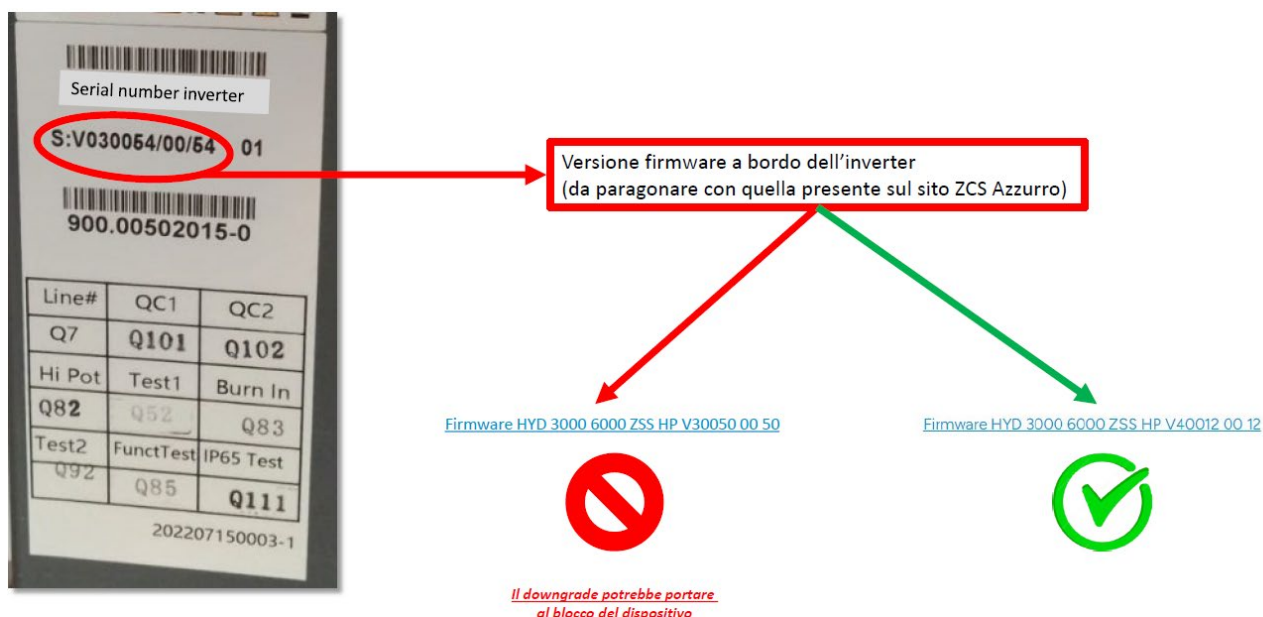 Serial number inverter
S:V030054/00/54 01
900.00502015-0
Line# QC1 QC2
Q7 Q101 Q102
Hi Pot Test1 Burn In
Q82 Q52 Q83
Test2 FunctTest IP65 Test
Q92 Q85 Q111
202207150003-1
Versione firmware a bordo dell'inverter
(da paragonare con quella presente sul sito ZCS Azzurro)
Firmware HYD 3000 6000 ZSS HP V30050 00 50
Firmware HYD 3000 6000 ZSS HP V40012 00 12
Il downgrade potrebbe portare
al blocco del dispositivo